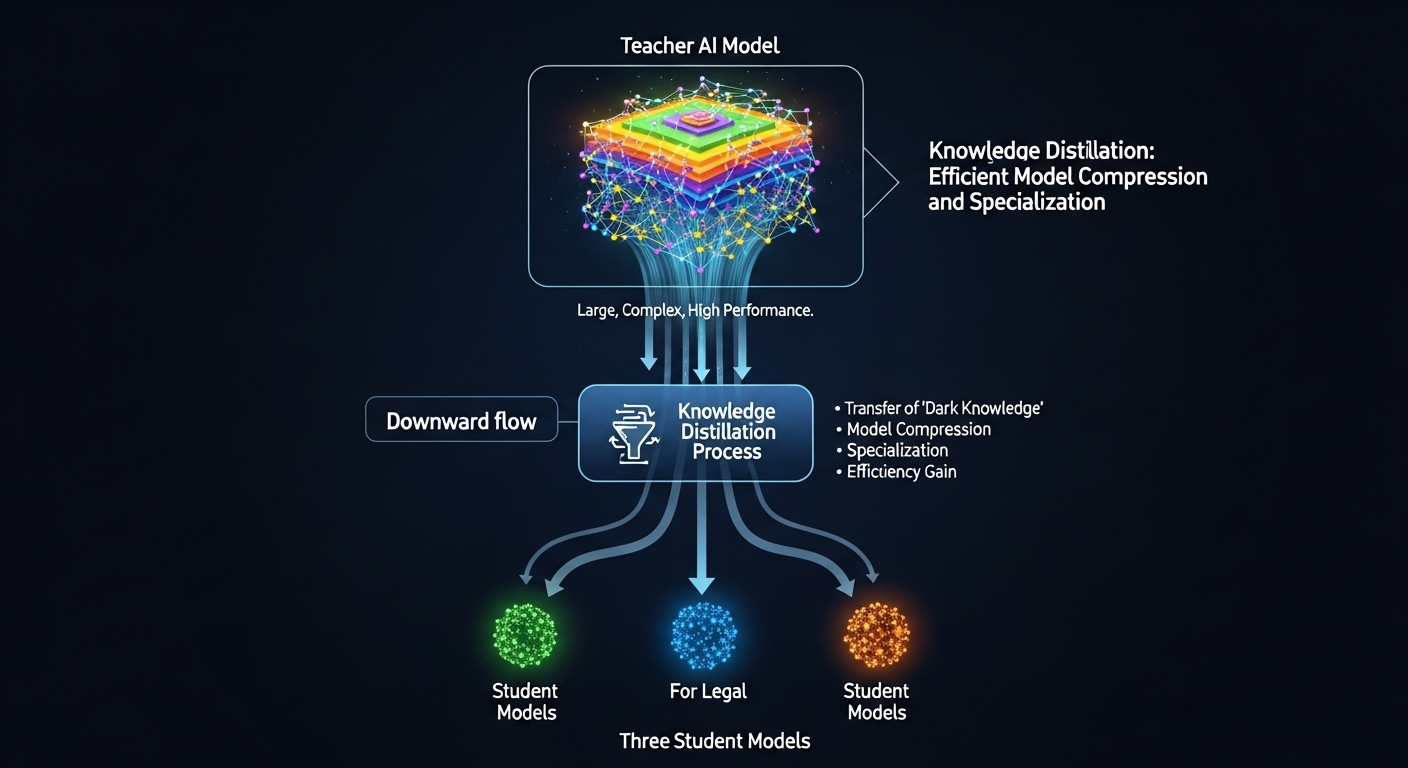 Teacher AI Model
Knowledge Distillation:
Efficient Model Compression
and Specialization
Large, Complex, High Performance.
Downward flow
Knowledge
Distillation
Process
• Transfer of 'Dark Knowledge'
• Model Compression
• Specialization
• Efficiency Gain
Student
Models
For Legal
Student
Models
Three Student Models